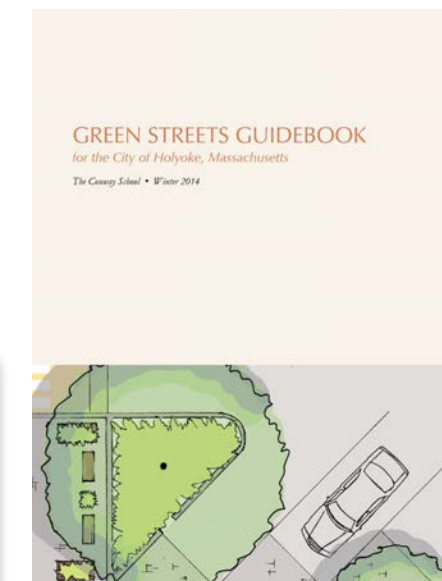 GREEN STREETS GUIDEBOOK
for the City of Holyoke, Massachusetts
The Conway School • Winter 2014